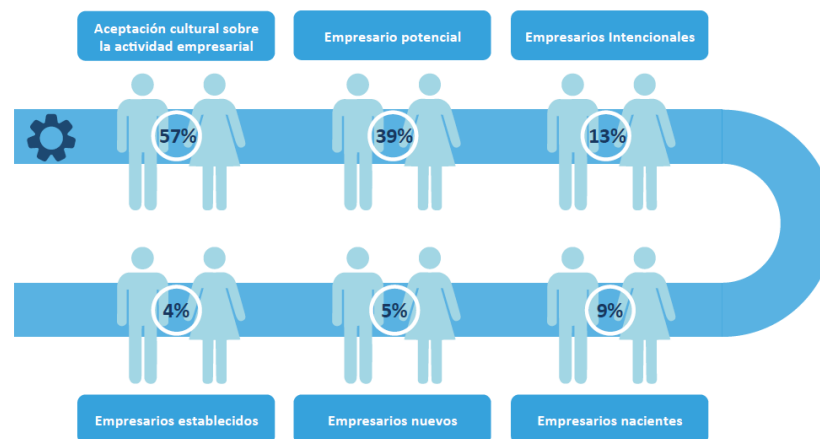 Aceptación cultural sobre
la actividad empresarial
Empresario potencial
Empresarios Intencionales
57%
39%
13%
4%
5%
9%
Empresarios establecidos
Empresarios nuevos
Empresarios nacientes